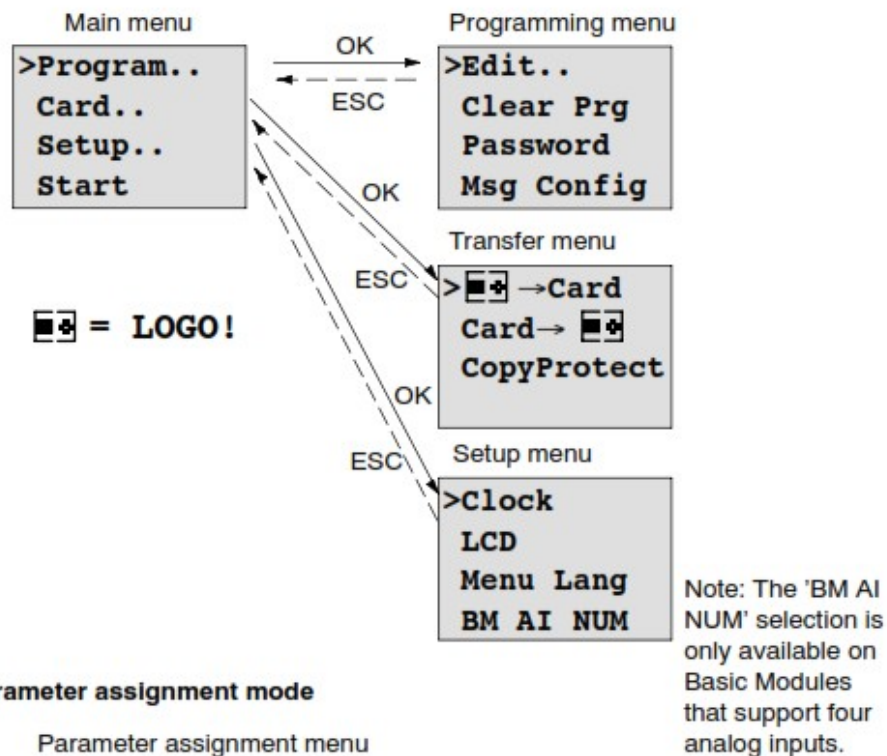 Main menu
>Program..
Card..
Setup..
Start
OK
ESC
Programming menu
>Edit..
Clear Prg
Password
Msg Config
OK
ESC
Transfer menu
> →Card
Card→
CopyProtect
= LOGO!
OK
ESC
Setup menu
>Clock
LCD
Menu Lang
BM AI NUM
Note: The 'BM AI
NUM' selection is
only available on
Basic Modules
that support four
analog inputs.
rameter assignment mode
Parameter assignment menu